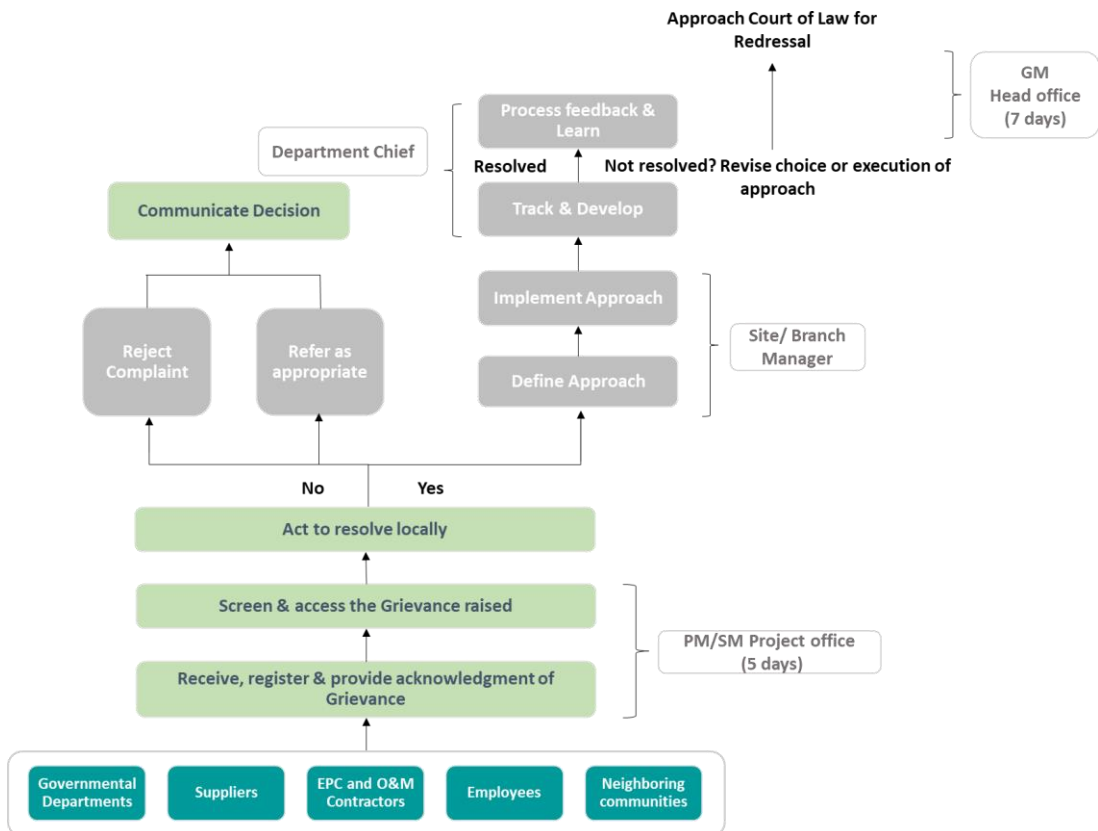 Approach Court of Law for
Redressal
GM
Head office
(7 days)
Process feedback &
Learn
Department Chief
Resolved
Not resolved? Revise choice or execution of
approach
Communicate Decision
Track & Develop
Implement Approach
Site/ Branch
Manager
Reject
Complaint
Refer as
appropriate
Define Approach
No
Yes
Act to resolve locally
Screen & access the Grievance raised
PM/SM Project office
(5 days)
Receive, register & provide acknowledgment of
Grievance
Governmental
Departments
Suppliers
EPC and O&M
Contractors
Employees
Neighboring
communities